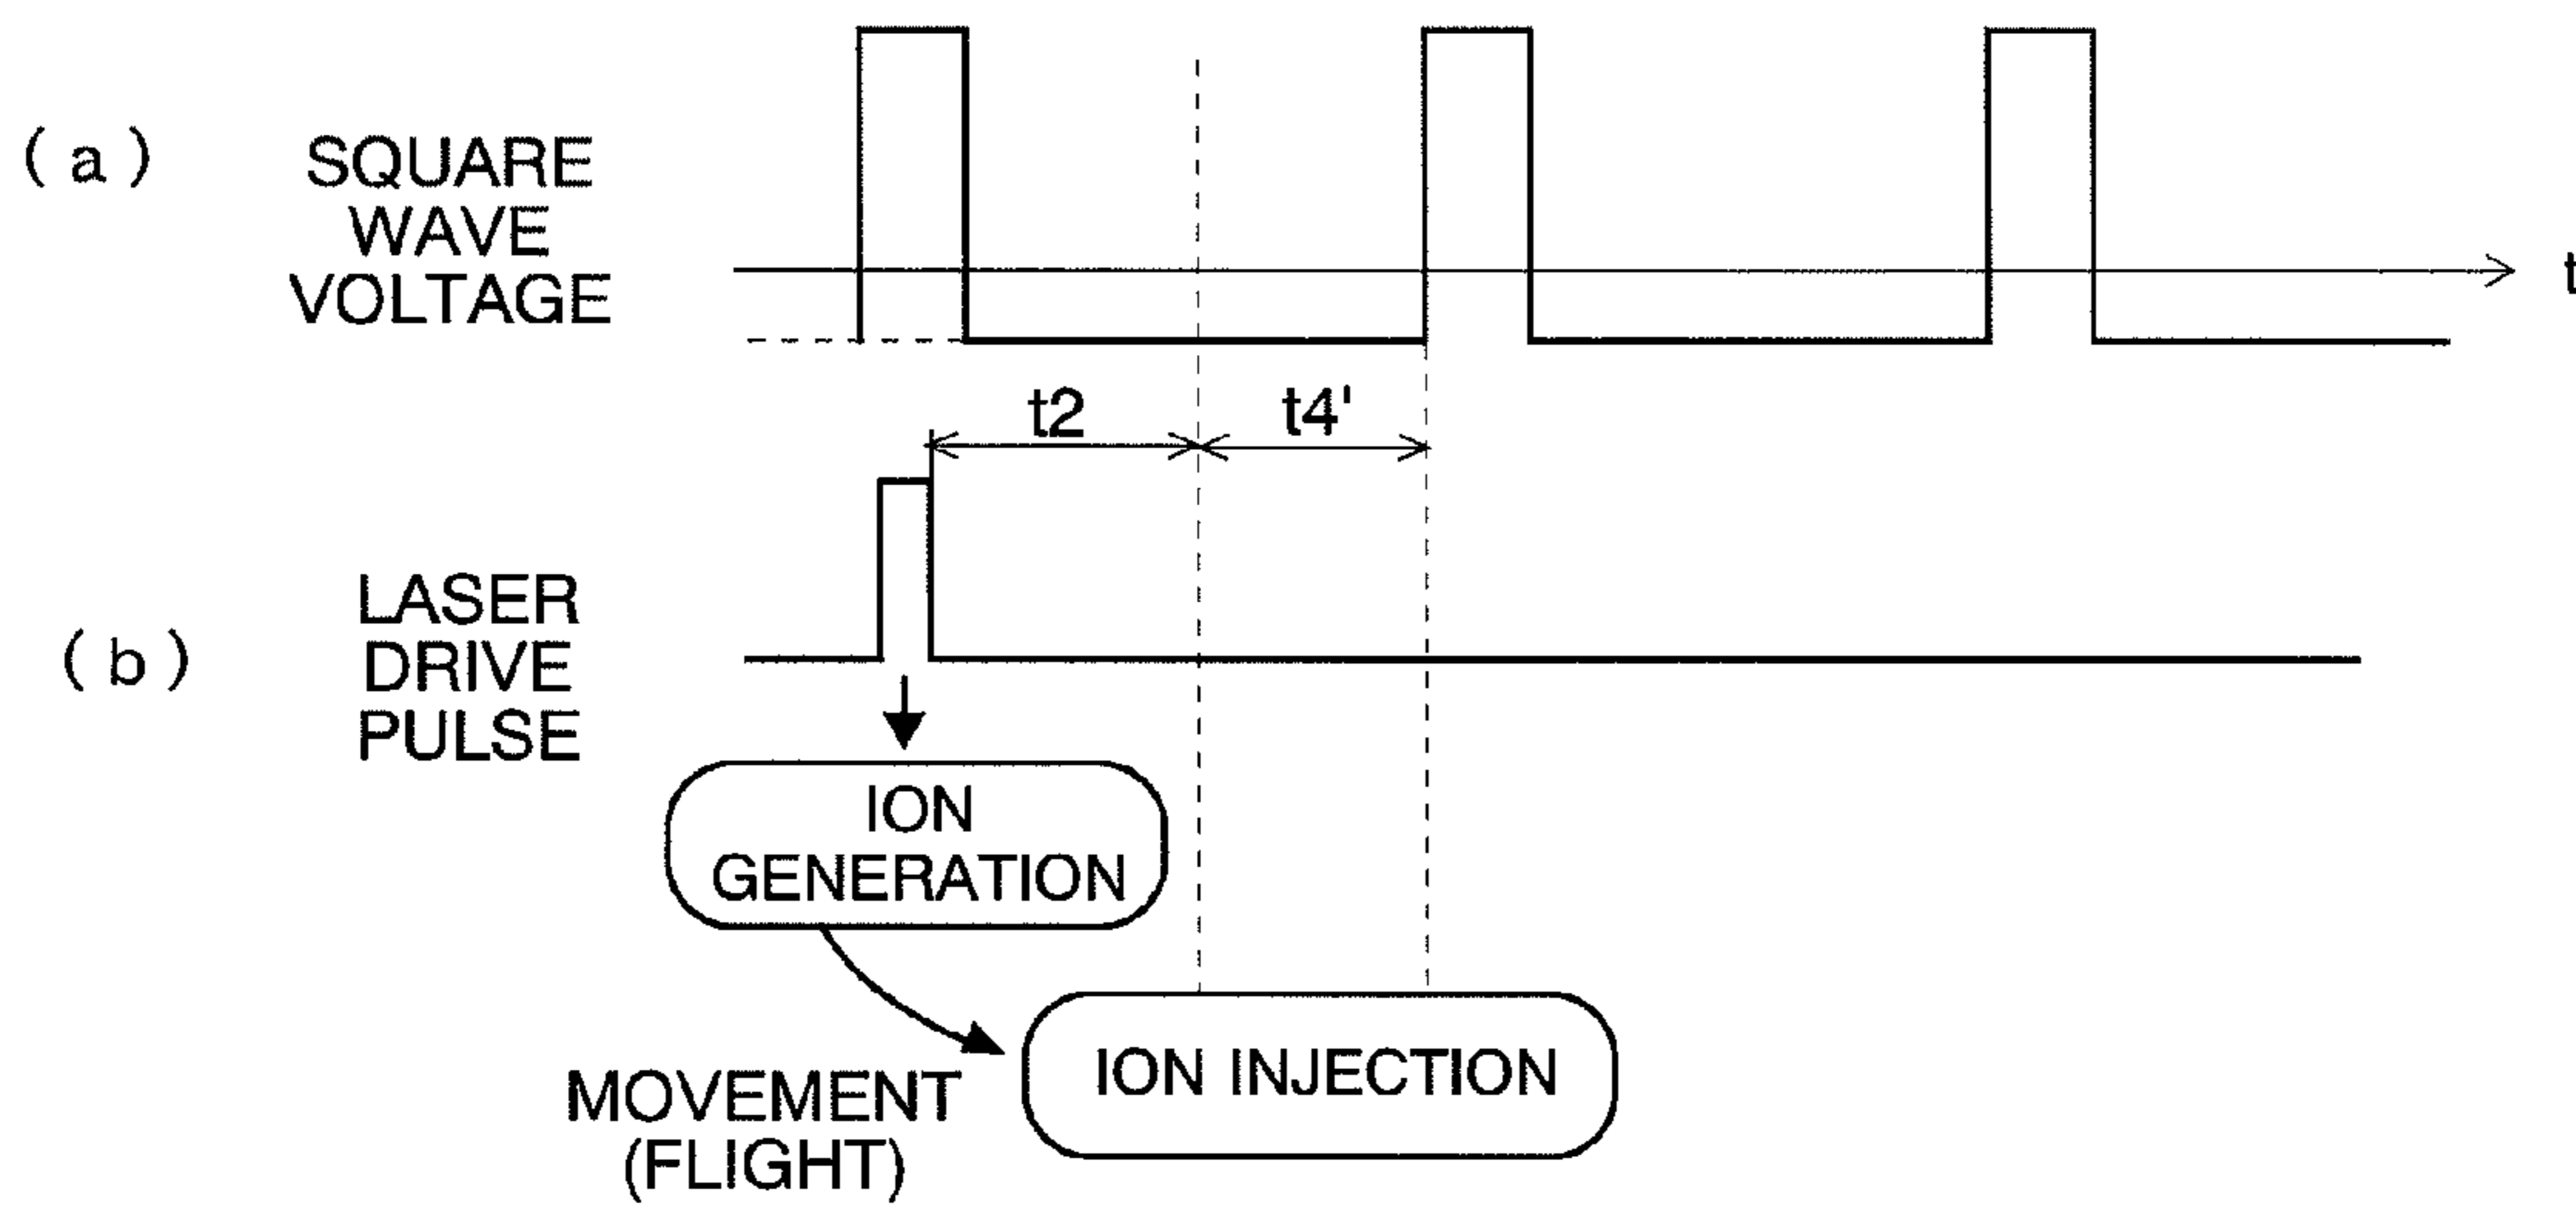 (a)
SQUARE
WAVE
VOLTAGE
t
t2
t4'
(b)
LASER
DRIVE
PULSE
ION
GENERATION
MOVEMENT
(FLIGHT)
ION INJECTION